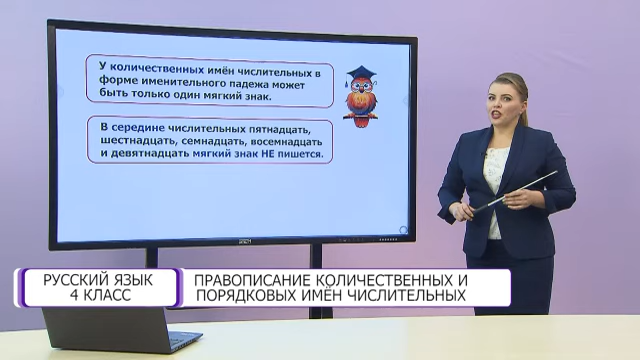 У количественных имён числительных в
форме именительного падежа может
быть только один мягкий знак.
В середине числительных пятнадцать,
шестнадцать, семнадцать, восемнадцать
и девятнадцать мягкий знак НЕ пишется.
РУССКИЙ ЯЗЫК
4 КЛАСС
ПРАВОПИСАНИЕ КОЛИЧЕСТВЕННЫХ И
ПОРЯДКОВЫХ ИМЁН ЧИСЛИТЕЛЬНЫХ